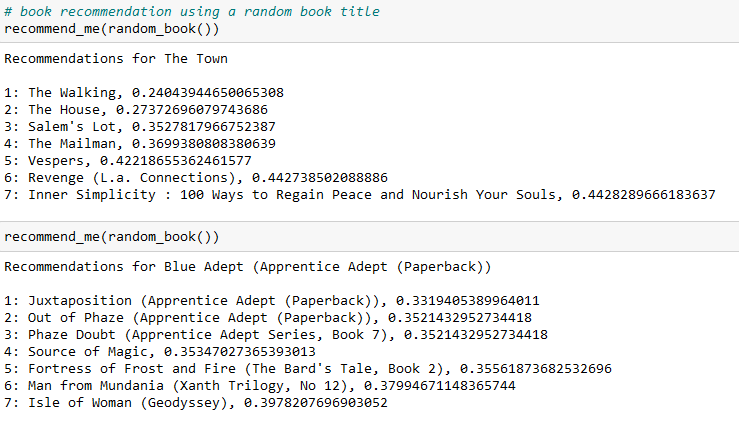 # book recommendation using a random book title
recommend_me(random_book())
Recommendations for The Town
1: The Walking, 0.24043944650065308
2: The House, 0.27372696079743686
3: Salem's Lot, 0.3527817966752387
4: The Mailman, 0.3699380808380639
5: Vespers, 0.42218655362461577
6: Revenge (L.a. Connections), 0.442738502088886
7: Inner Simplicity : 100 Ways to Regain Peace and Nourish Your Souls, 0.4428289666183637
recommend_me(random_book())
Recommendations for Blue Adept (Apprentice Adept (Paperback))
1: Juxtaposition (Apprentice Adept (Paperback)), 0.3319405389964011
2: Out of Phaze (Apprentice Adept (Paperback)), 0.3521432952734418
3: Phaze Doubt (Apprentice Adept Series, Book 7), 0.3521432952734418
4: Source of Magic, 0.35347027365393013
5: Fortress of Frost and Fire (The Bard's Tale, Book 2), 0.35561873682532696
6: Man from Mundania (Xanth Trilogy, No 12), 0.37994671148365744
7: Isle of Woman (Geodyssey), 0.3978207696903052